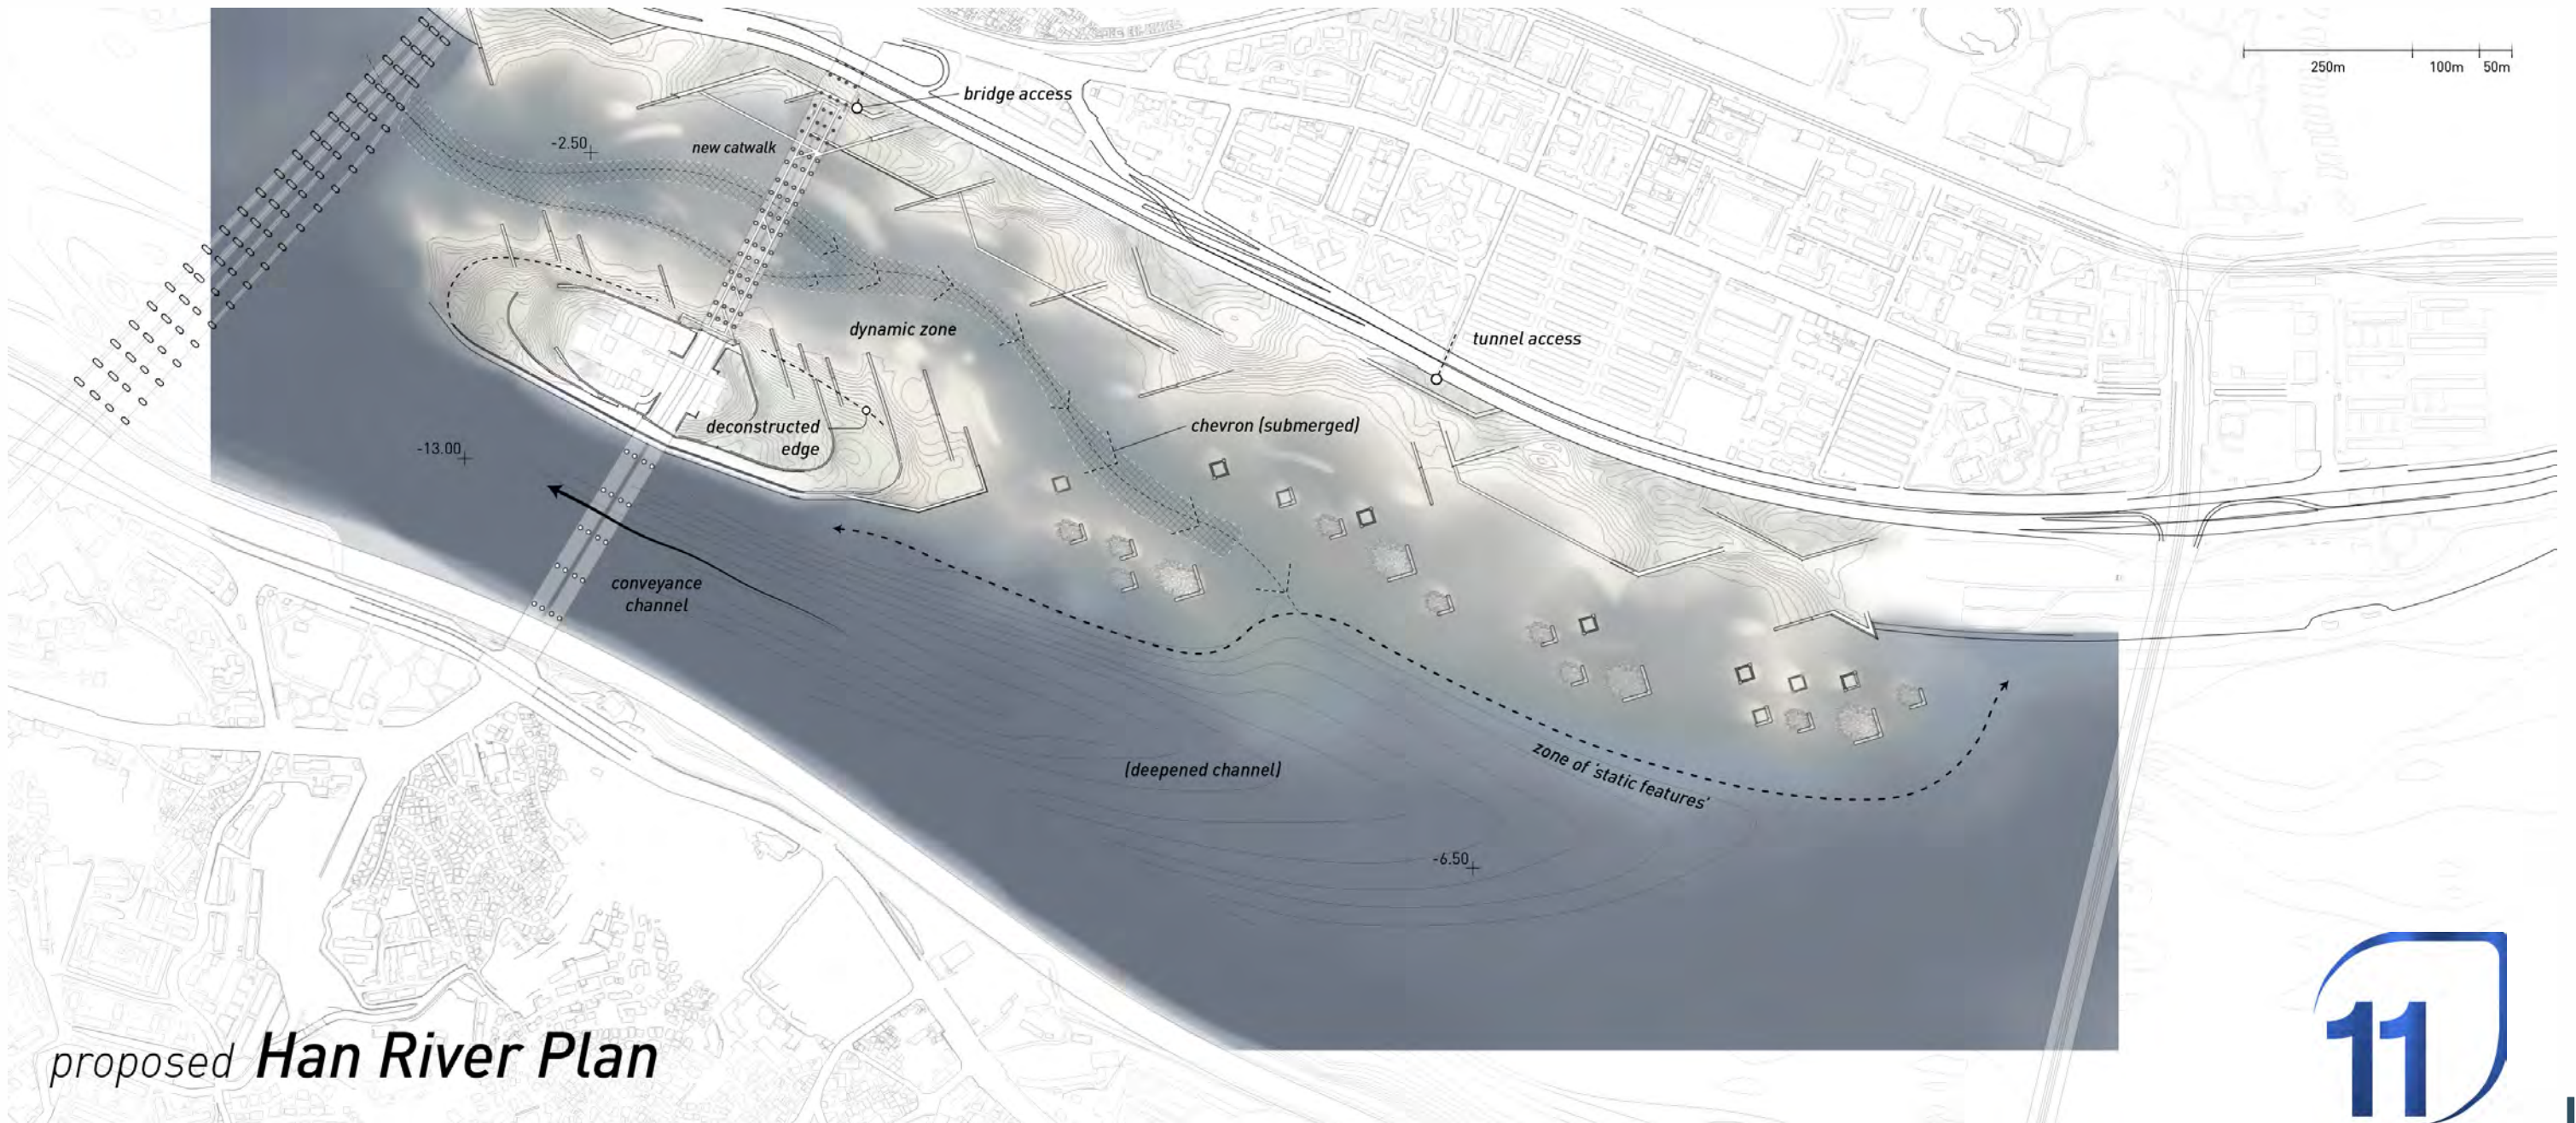 250m 100m 50m
bridge access
-2.50
new catwalk
dynamic zone
tunnel access
deconstructed
edge
chevron (submerged)
-13.00
conveyance
channel
(deepened channel)
zone of 'static features'
-6.50
proposed Han River Plan
11